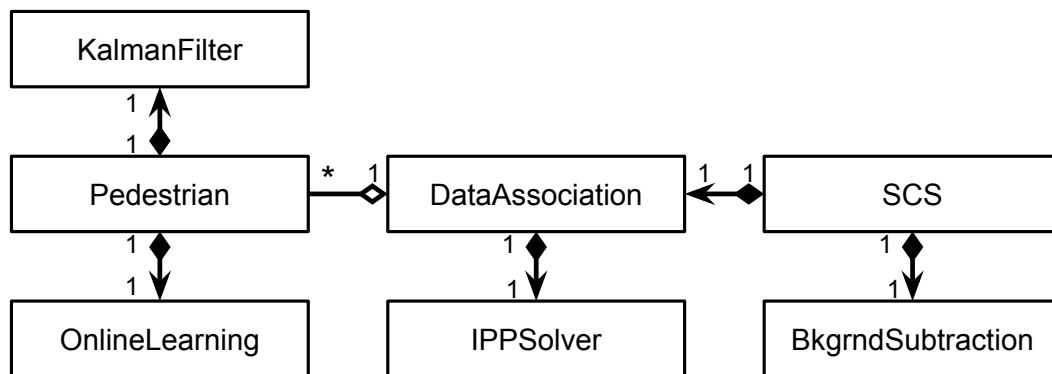 KalmanFilter
1
1
Pedestrian
* 1
DataAssociation
1 1
SCS
1
1
OnlineLearning
1
1
IPPSolver
1
1
BkgrndSubtraction